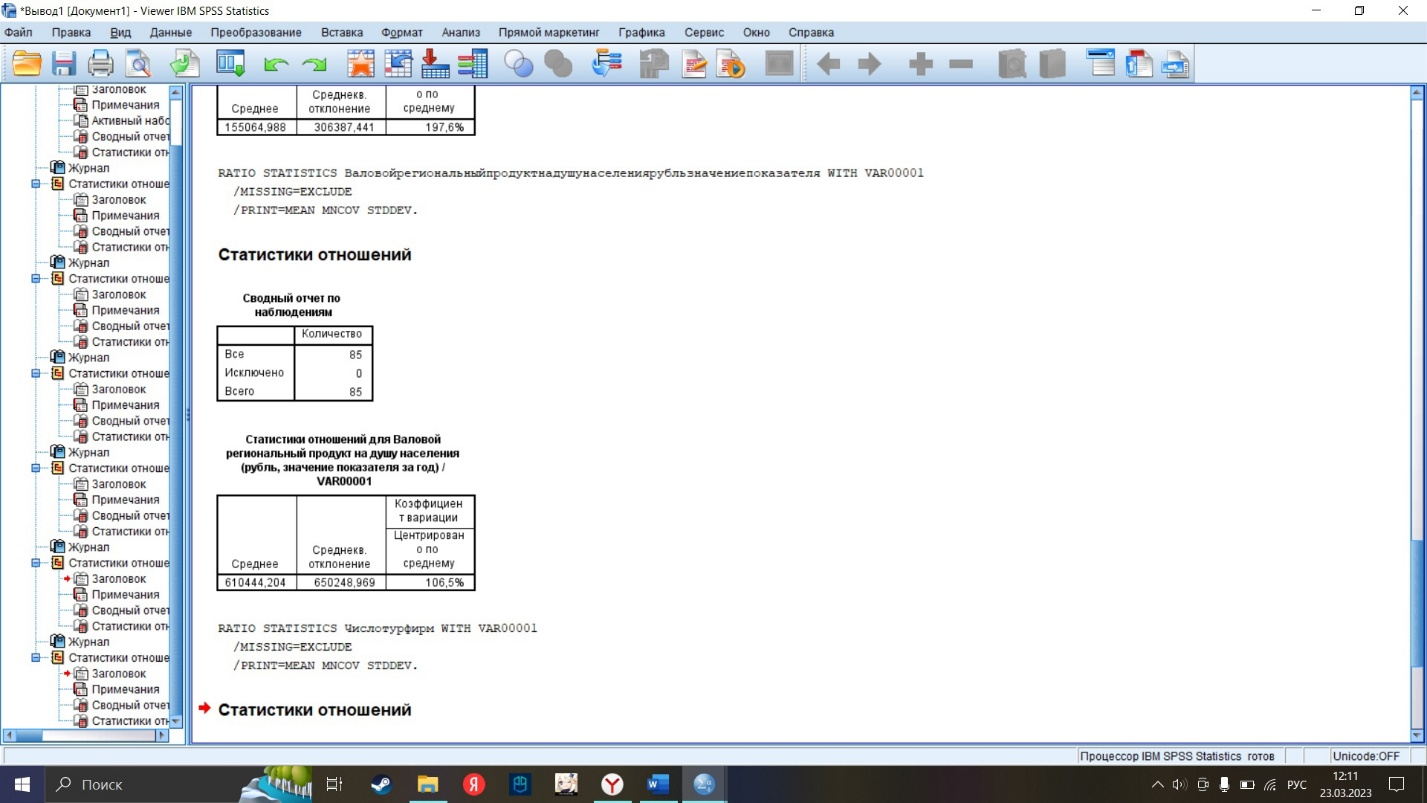 *Вывод1 [Документ1] - Viewer IBM SPSS Statistics
Файл Правка Вид Данные Преобразование Вставка Формат Анализ Прямой маркетинг Графика Сервис Окно Справка
Заголовок
Примечания
Активный набо
Сводный отчет
Статистики отн
Журнал
Статистики отноше
Заголовок
Примечания
Сводный отчет
Статистики отн
Журнал
Статистики отноше
Заголовок
Примечания
Сводный отчет
Статистики отн
Журнал
Статистики отноше
Заголовок
Примечания
Сводный отчет
Статистики отн
Журнал
Статистики отноше
Заголовок
Примечания
Сводный отчет
Статистики отн
Журнал
Статистики отноше
Заголовок
Примечания
Сводный отчет
Статистики отн
Журнал
Статистики отноше
Заголовок
Примечания
Сводный отчет
Статистики отн
Среднее
Среднекв.
отклонение
о по
среднему
155064,988 306387,441 197,6%
RATIO STATISTICS Валовойрегиональныйпродуктнадушунаселениярубльзначениепоказателя WITH VAR00001
/MISSING=EXCLUDE
/PRINT=MEAN MNCOV STDDEV.
Статистики отношений
Сводный отчет по
наблюдениям
Количество
Все 85
Исключено 0
Всего 85
Статистики отношений для Валовой
региональный продукт на душу населения
(рубль, значение показателя за год) /
VAR00001
Среднее
Среднекв.
отклонение
Коэффициен
т вариации
Центрирован
о по
среднему
610444,204 650248,969 106,5%
RATIO STATISTICS Числотурфирм WITH VAR00001
/MISSING=EXCLUDE
/PRINT=MEAN MNCOV STDDEV.
Статистики отношений
Процессор IBM SPSS Statistics готов Unicode:OFF
Поиск
РУС
12:11
23.03.2023